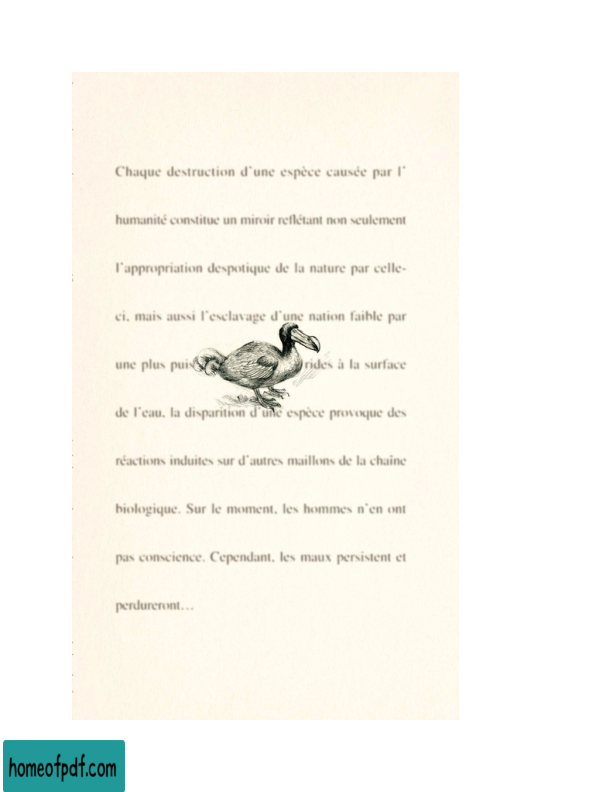 Chaque destruction d'une espèce causée par l'
humanité constitue un miroir reflétant non seulement
l'appropriation despotique de la nature par celle-
ci, mais aussi l'esclavage d'une nation faible par
une plus puis rides à la surface
de l'eau, la disparition d'une espèce provoque des
réactions induites sur d'autres maillons de la chaîne
biologique. Sur le moment, les hommes n'en ont
pas conscience. Cependant, les maux persistent et
perdureront...
homeofpdf.com